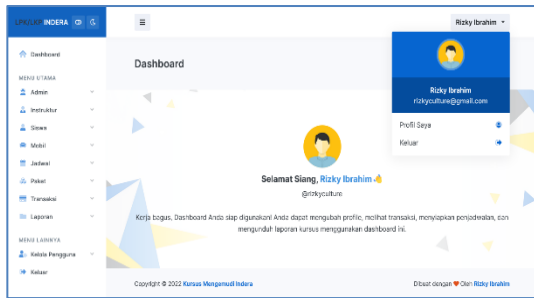 INDERA
Rizky Ibrahim
Dashboard
MENU UTAMA
Admin
Instruktur
Siswa
Mobil
Jadwal
Paket
Transaksi
Laporan
MENU LAINNYA
Kelola Pengguna
Keluar
Dashboard
Rizky Ibrahim
rizkyculture@gmail.com
Profil Saya
Keluar
Selamat Siang, Rizky Ibrahim
@rizkyculture
Kerja bagus, Dashboard Anda siap digunakan! Anda dapat mengubah profile, melihat transaksi, menyiapkan penjadwalan, dan
mengunduh laporan kursus menggunakan dashboard ini.
Copyright © 2022 Kursus Mengemudi Indera
Dibuat dengan ❤ Oleh Rizky Ibrahim